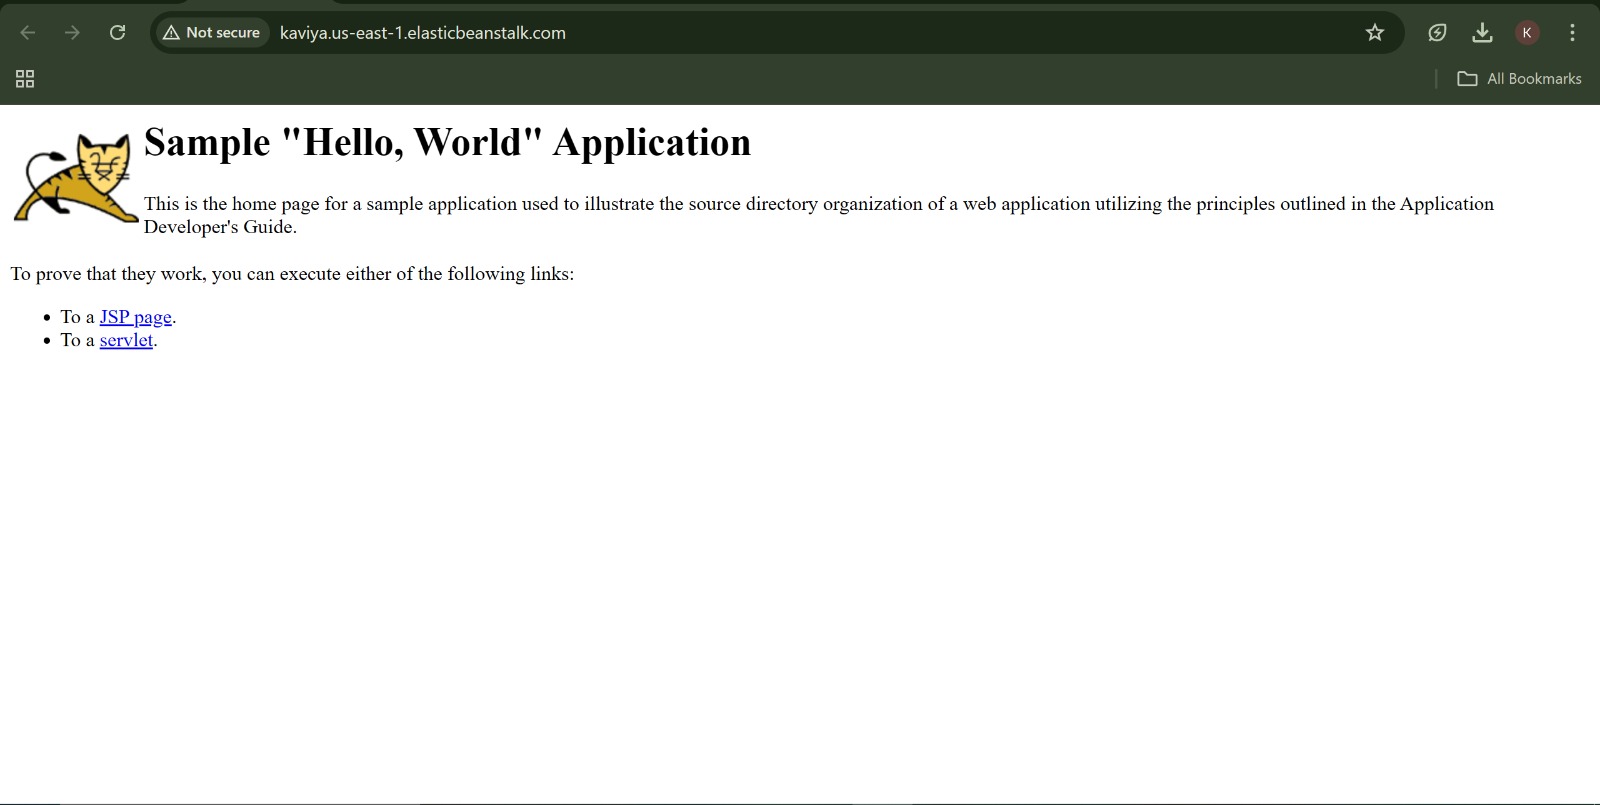 Not secure
kaviya.us-east-1.elasticbeanstalk.com
K
All Bookmarks
Sample "Hello, World" Application
This is the home page for a sample application used to illustrate the source directory organization of a web application utilizing the principles outlined in the Application
Developer's Guide.
To prove that they work, you can execute either of the following links:
• To a JSP page.
• To a servlet.